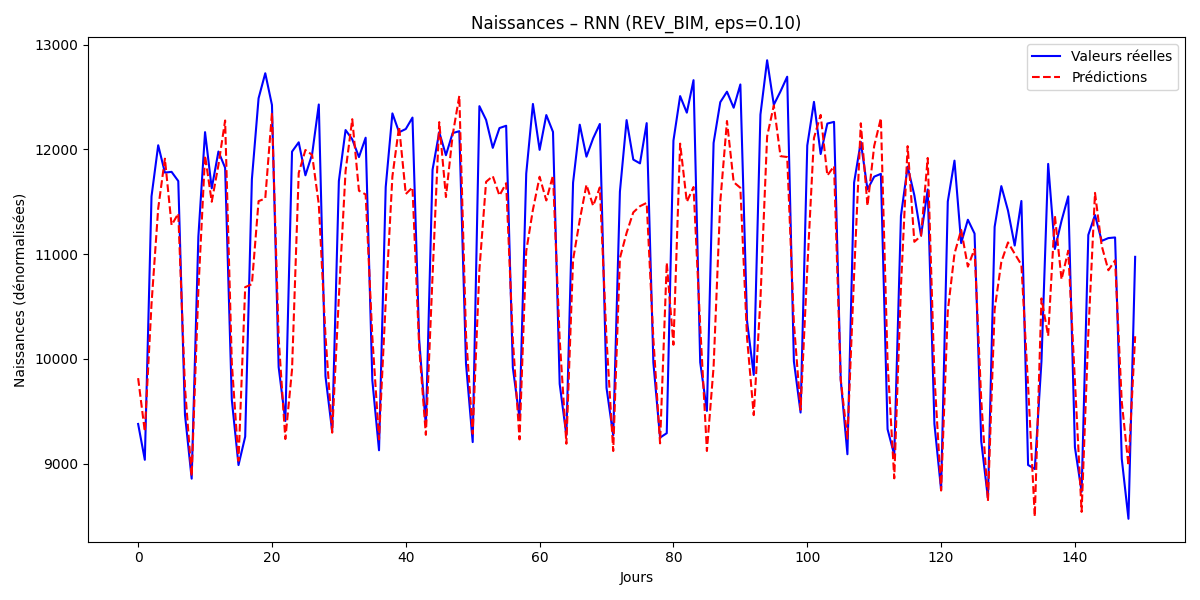 Naissances – RNN (REV_BIM, eps=0.10)
Valeurs réelles
Prédictions
Naissances (dénormalisées)
13000
12000
11000
10000
9000
0 20 40 60 80 100 120 140
Jours